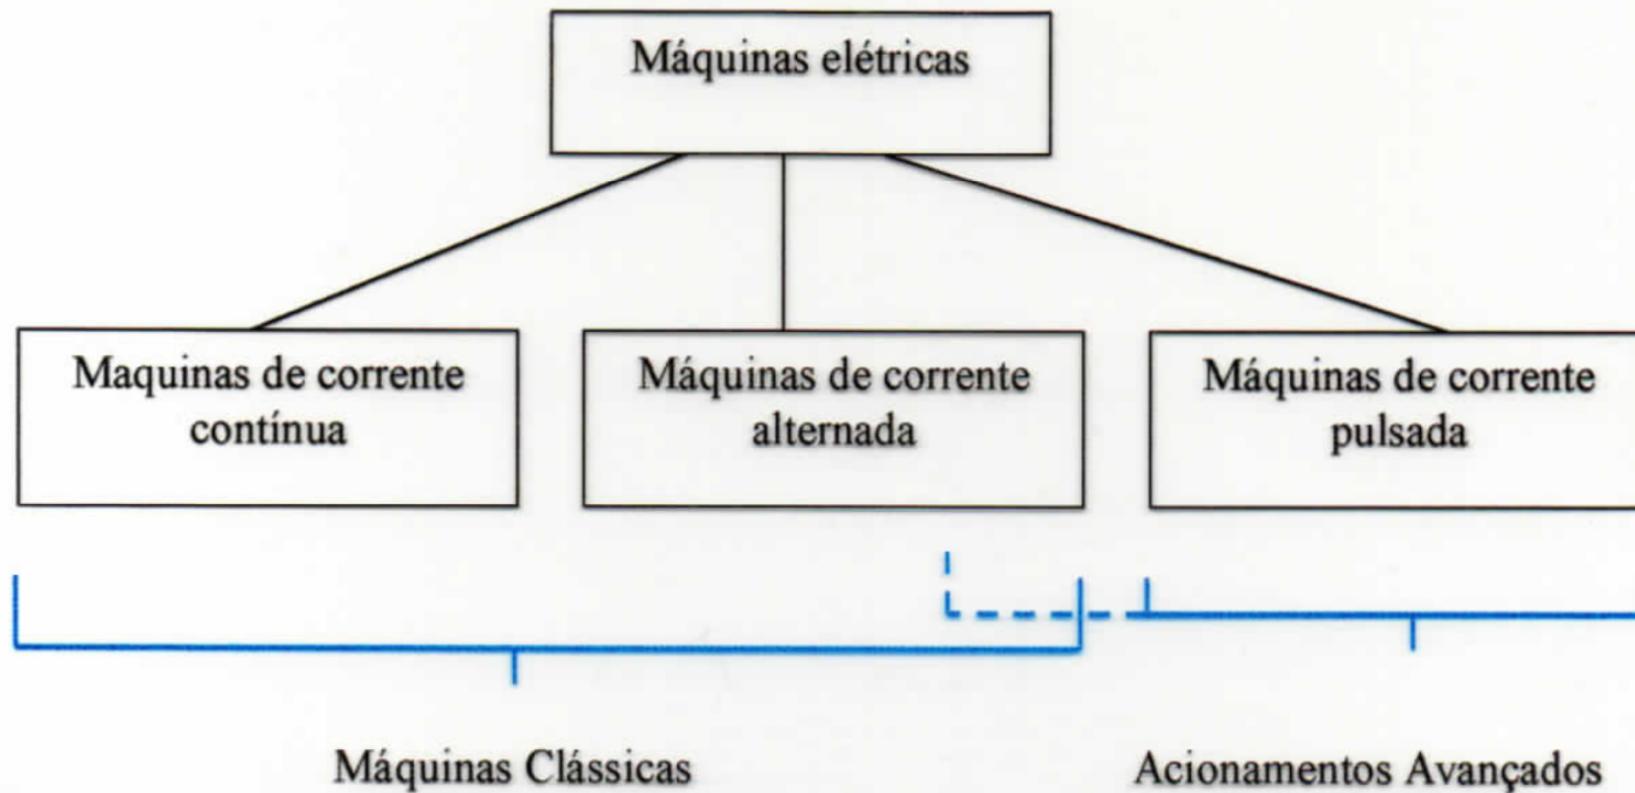 Máquinas elétricas
Maquinas de corrente
contínua
Máquinas de corrente
alternada
Máquinas de corrente
pulsada
Máquinas Clássicas
Acionamentos Avançados